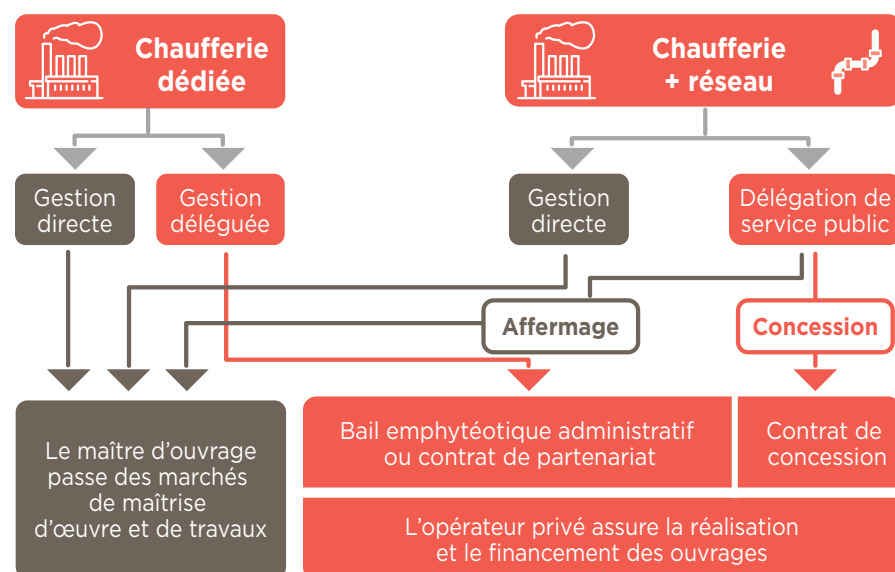 Chaufferie
dédiée
Chaufferie
+ réseau
Gestion
directe
Gestion
déléguée
Gestion
directe
Délégation de
service public
Affermage
Concession
Le maître d'ouvrage
passe des marchés
de maîtrise
d'œuvre et de travaux
Bail emphytéotique administratif
ou contrat de partenariat
Contrat de
concession
L'opérateur privé assure la réalisation
et le financement des ouvrages